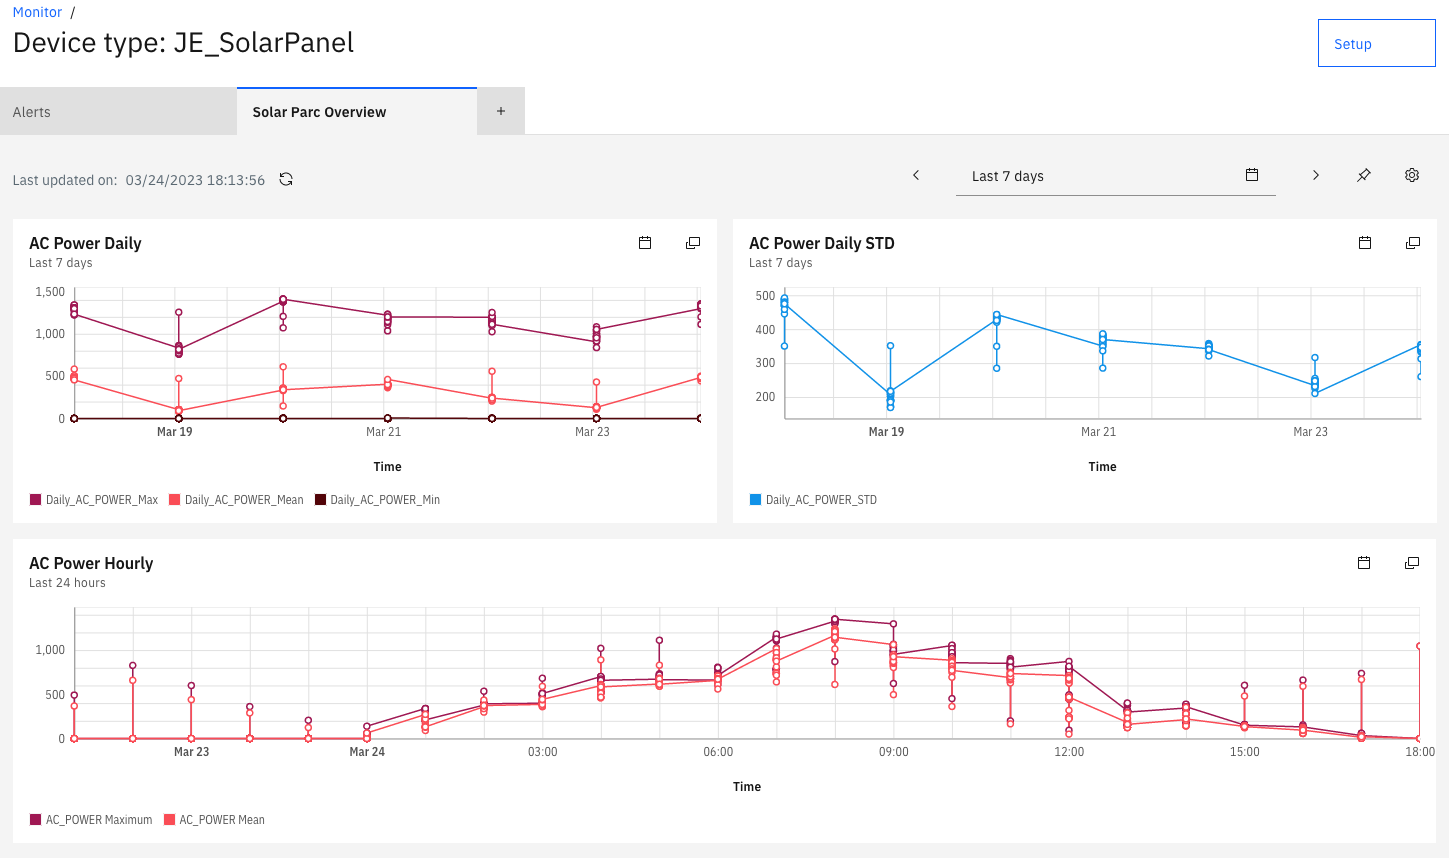 Monitor /
Device type: JE_SolarPanel
Setup
Alerts
Solar Parc Overview
+
Last updated on: 03/24/2023 18:13:56
Last 7 days
AC Power Daily
Last 7 days
1,500
1,000
500
0
Mar 19
Mar 21
Mar 23
Time
Daily_AC_POWER_Max
Daily_AC_POWER_Mean
Daily_AC_POWER_Min
AC Power Daily STD
Last 7 days
500
400
300
200
Mar 19
Mar 21
Mar 23
Time
Daily_AC_POWER_STD
AC Power Hourly
Last 24 hours
1,000
500
0
Mar 23
Mar 24
03:00
06:00
09:00
12:00
15:00
18:00
Time
AC_POWER Maximum
AC_POWER Mean